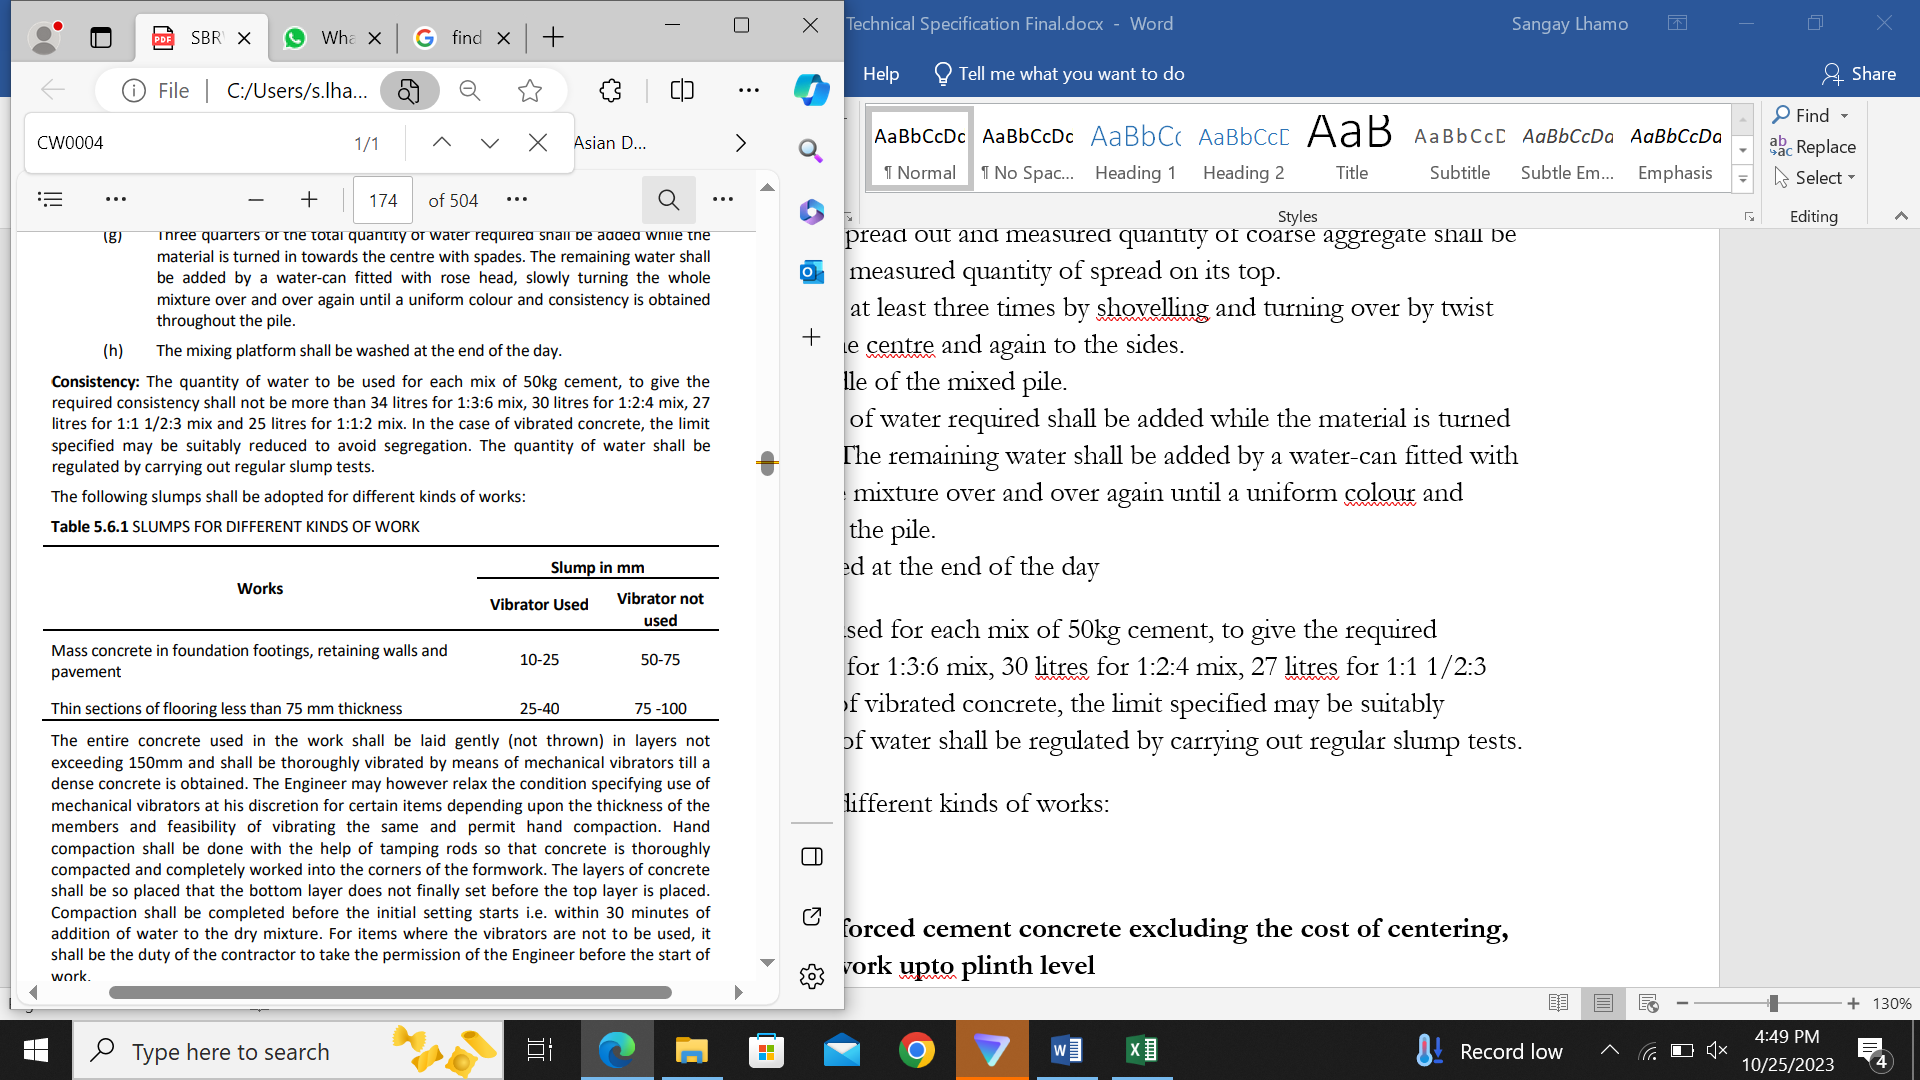 SBR
Wha
find
Technical Specification Final.docx - Word
Sangay Lhamo
File
C:/Users/s.lha...
Help
Tell me what you want to do
Share
CW0004
1/1
Asian D...
174
of 504
AaBbCcDc
AaBbCcDc
AaBbC
AaBbCcC
AaB
AaBbCcD
AaBbCcDa
AaBbCcDa
¶ Normal
¶ No Spac...
Heading 1
Heading 2
Title
Subtitle
Subtle Em...
Emphasis
Styles
Find
Replace
Select
Editing
(g) Three quarters of the total quantity of water required shall be added while the
material is turned in towards the centre with spades. The remaining water shall
be added by a water-can fitted with rose head, slowly turning the whole
mixture over and over again until a uniform colour and consistency is obtained
throughout the pile.
(h) The mixing platform shall be washed at the end of the day.
Consistency: The quantity of water to be used for each mix of 50kg cement, to give the
required consistency shall not be more than 34 litres for 1:3:6 mix, 30 litres for 1:2:4 mix, 27
litres for 1:1 1/2:3 mix and 25 litres for 1:1:2 mix. In the case of vibrated concrete, the limit
specified may be suitably reduced to avoid segregation. The quantity of water shall be
regulated by carrying out regular slump tests.
The following slumps shall be adopted for different kinds of works:
Table 5.6.1 SLUMPS FOR DIFFERENT KINDS OF WORK
Works
Slump in mm
Vibrator Used
Vibrator not
used
Mass concrete in foundation footings, retaining walls and
pavement
10-25
50-75
Thin sections of flooring less than 75 mm thickness
25-40
75 -100
The entire concrete used in the work shall be laid gently (not thrown) in layers not
exceeding 150mm and shall be thoroughly vibrated by means of mechanical vibrators till a
dense concrete is obtained. The Engineer may however relax the condition specifying use of
mechanical vibrators at his discretion for certain items depending upon the thickness of the
members and feasibility of vibrating the same and permit hand compaction. Hand
compaction shall be done with the help of tamping rods so that concrete is thoroughly
compacted and completely worked into the corners of the formwork. The layers of concrete
shall be so placed that the bottom layer does not finally set before the top layer is placed.
Compaction shall be completed before the initial setting starts i.e. within 30 minutes of
addition of water to the dry mixture. For items where the vibrators are not to be used, it
shall be the duty of the contractor to take the permission of the Engineer before the start of
work.
pread out and measured quantity of coarse aggregate shall be
measured quantity of spread on its top.
at least three times by shovelling and turning over by twist
e centre and again to the sides.
dle of the mixed pile.
of water required shall be added while the material is turned
The remaining water shall be added by a water-can fitted with
mixture over and over again until a uniform colour and
the pile.
ed at the end of the day
sed for each mix of 50kg cement, to give the required
for 1:3:6 mix, 30 litres for 1:2:4 mix, 27 litres for 1:1 1/2:3
of vibrated concrete, the limit specified may be suitably
of water shall be regulated by carrying out regular slump tests.
different kinds of works:
forced cement concrete excluding the cost of centering,
work upto plinth level
130%
Type here to search
Record low
4:49 PM
10/25/2023
4